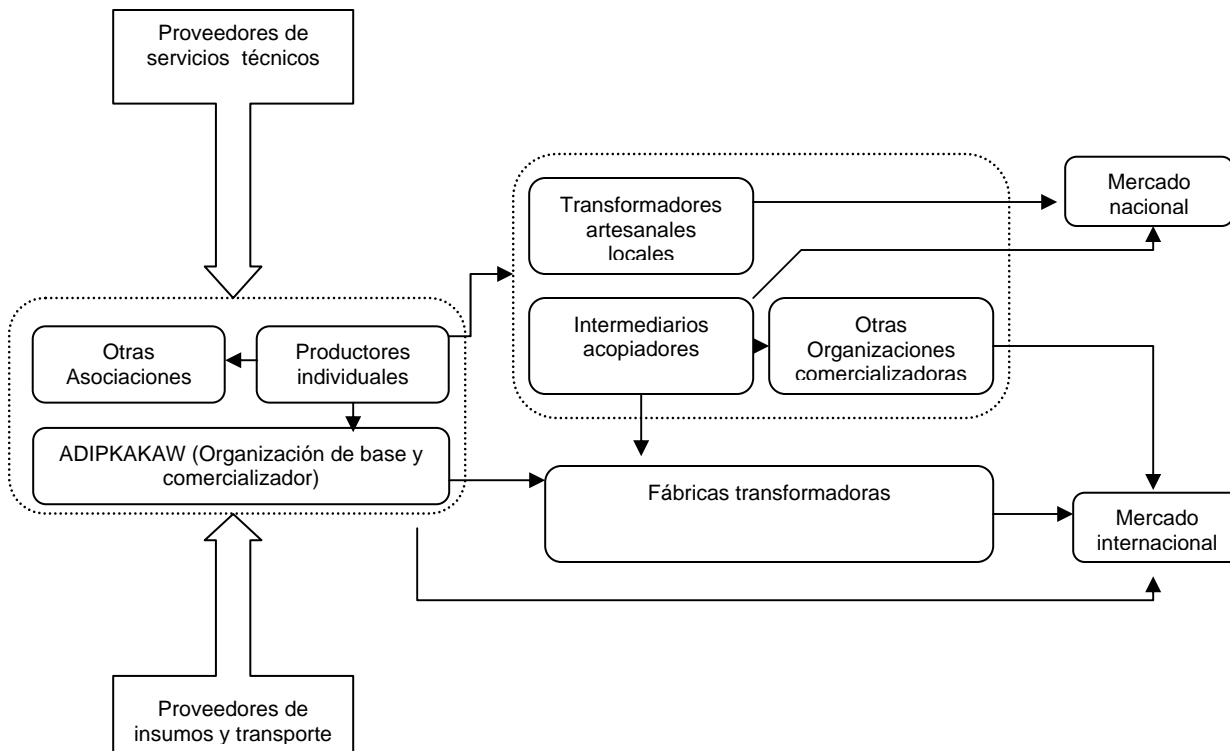 Proveedores de
servicios técnicos
Transformadores
artesanales
locales
Mercado
nacional
Otras
Asociaciones
Productores
individuales
Intermediarios
acopiadores
Otras
Organizaciones
comercializadoras
ADIPKAKAW (Organización de base y
comercializador)
Fábricas transformadoras
Mercado
internacional
Proveedores de
insumos y transporte